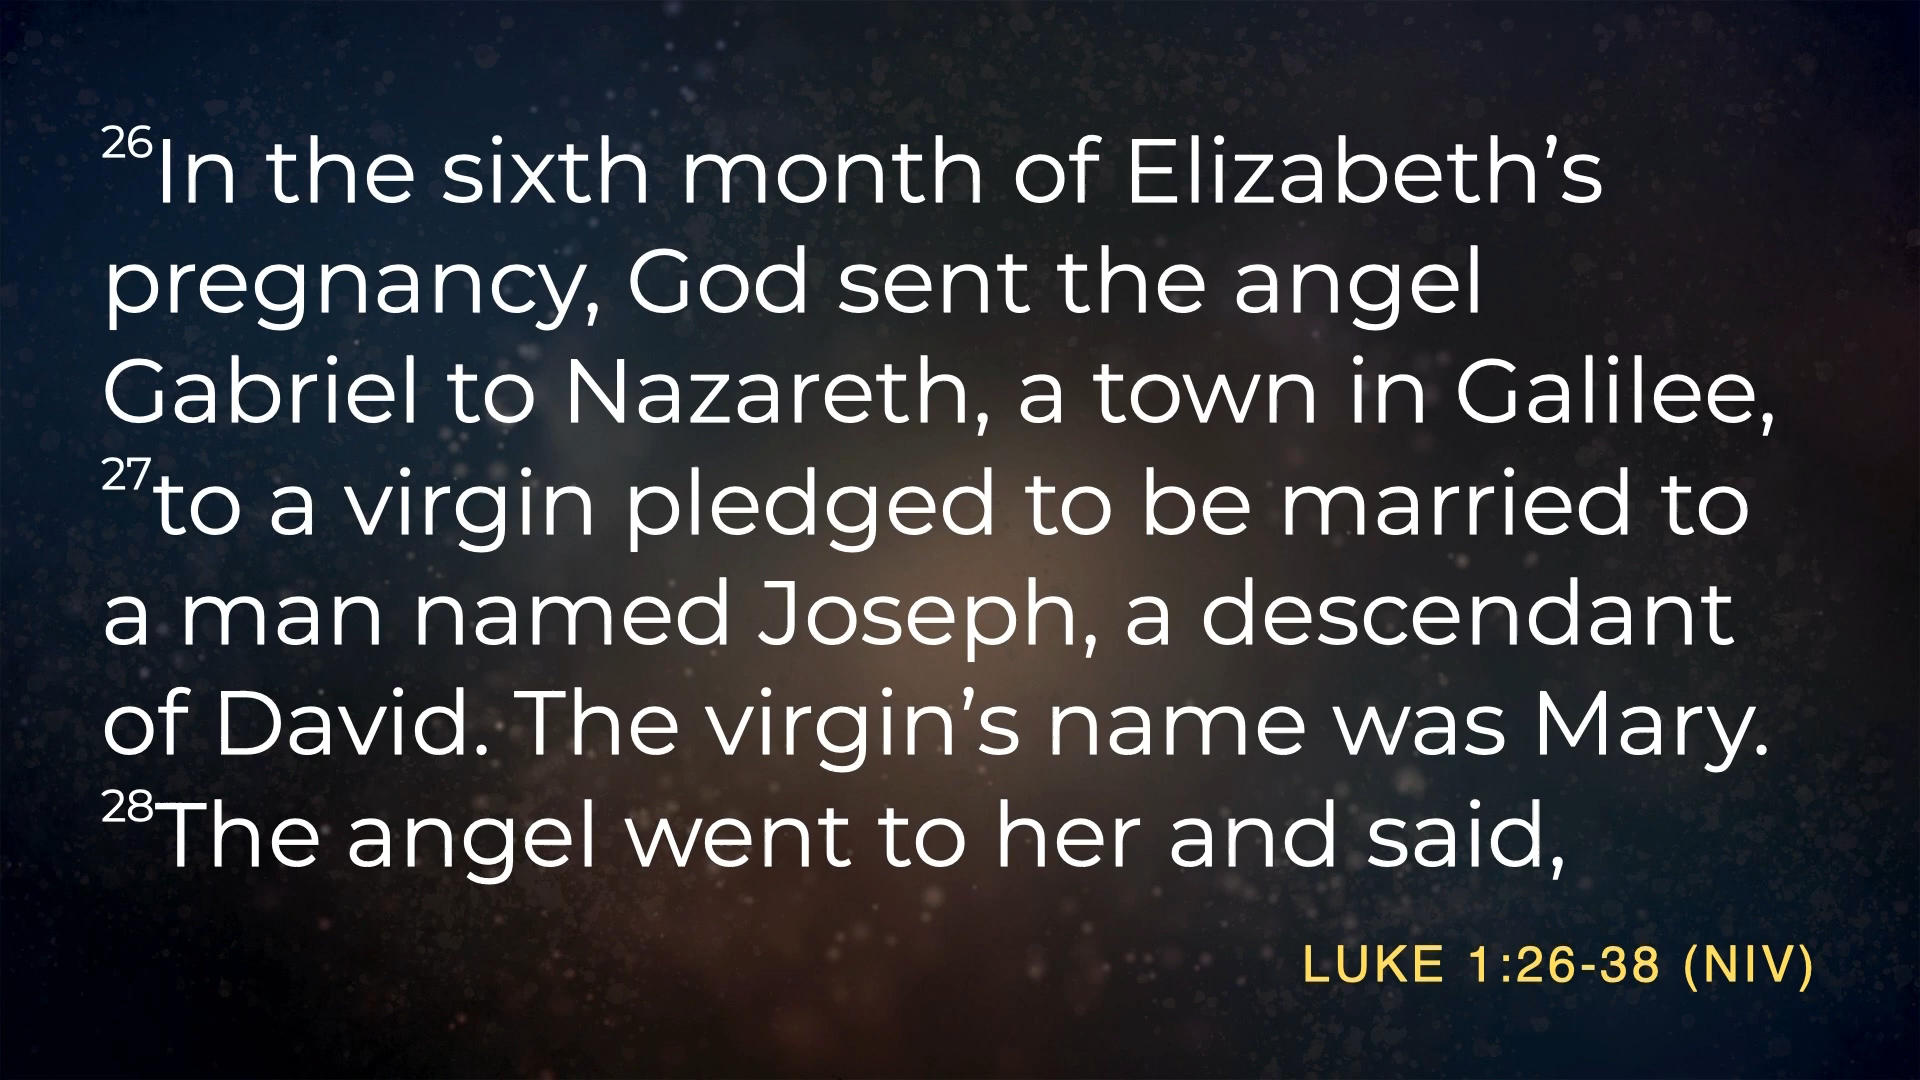 26In the sixth month of Elizabeth’s
pregnancy, God sent the angel
Gabriel to Nazareth, a town in Galilee,
27to a virgin pledged to be married to
a man named Joseph, a descendant
of David. The virgin’s name was Mary.
28The angel went to her and said,
LUKE 1:26-38 (NIV)